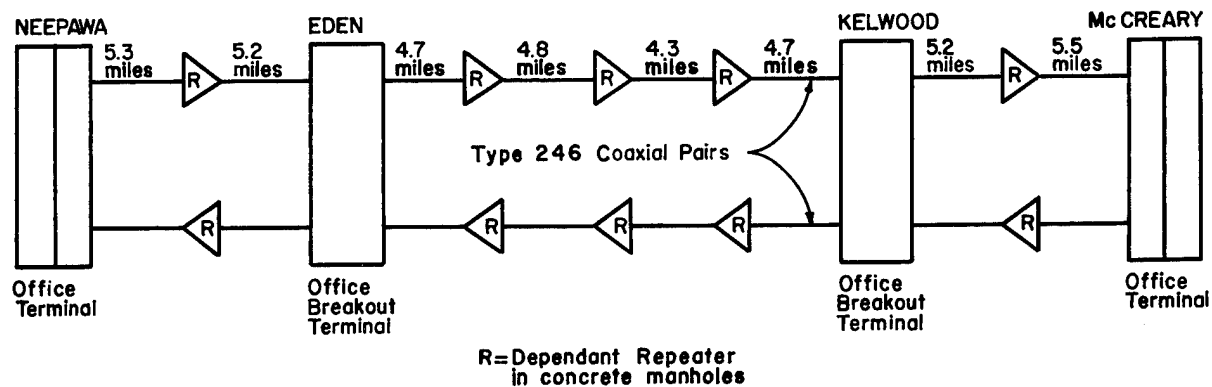 NEEPAWA
EDEN
KELWOOD
Mc CREARY
5.3
miles
5.2
miles
4.7
miles
4.8
miles
4.3
miles
4.7
miles
5.2
miles
5.5
miles
R
R
R
R
R
Type 246 Coaxial Pairs
R
R
R
R
R
Office
Terminal
Office
Breakout
Terminal
Office
Breakout
Terminal
Office
Terminal
R=Dependant Repeater
in concrete manholes